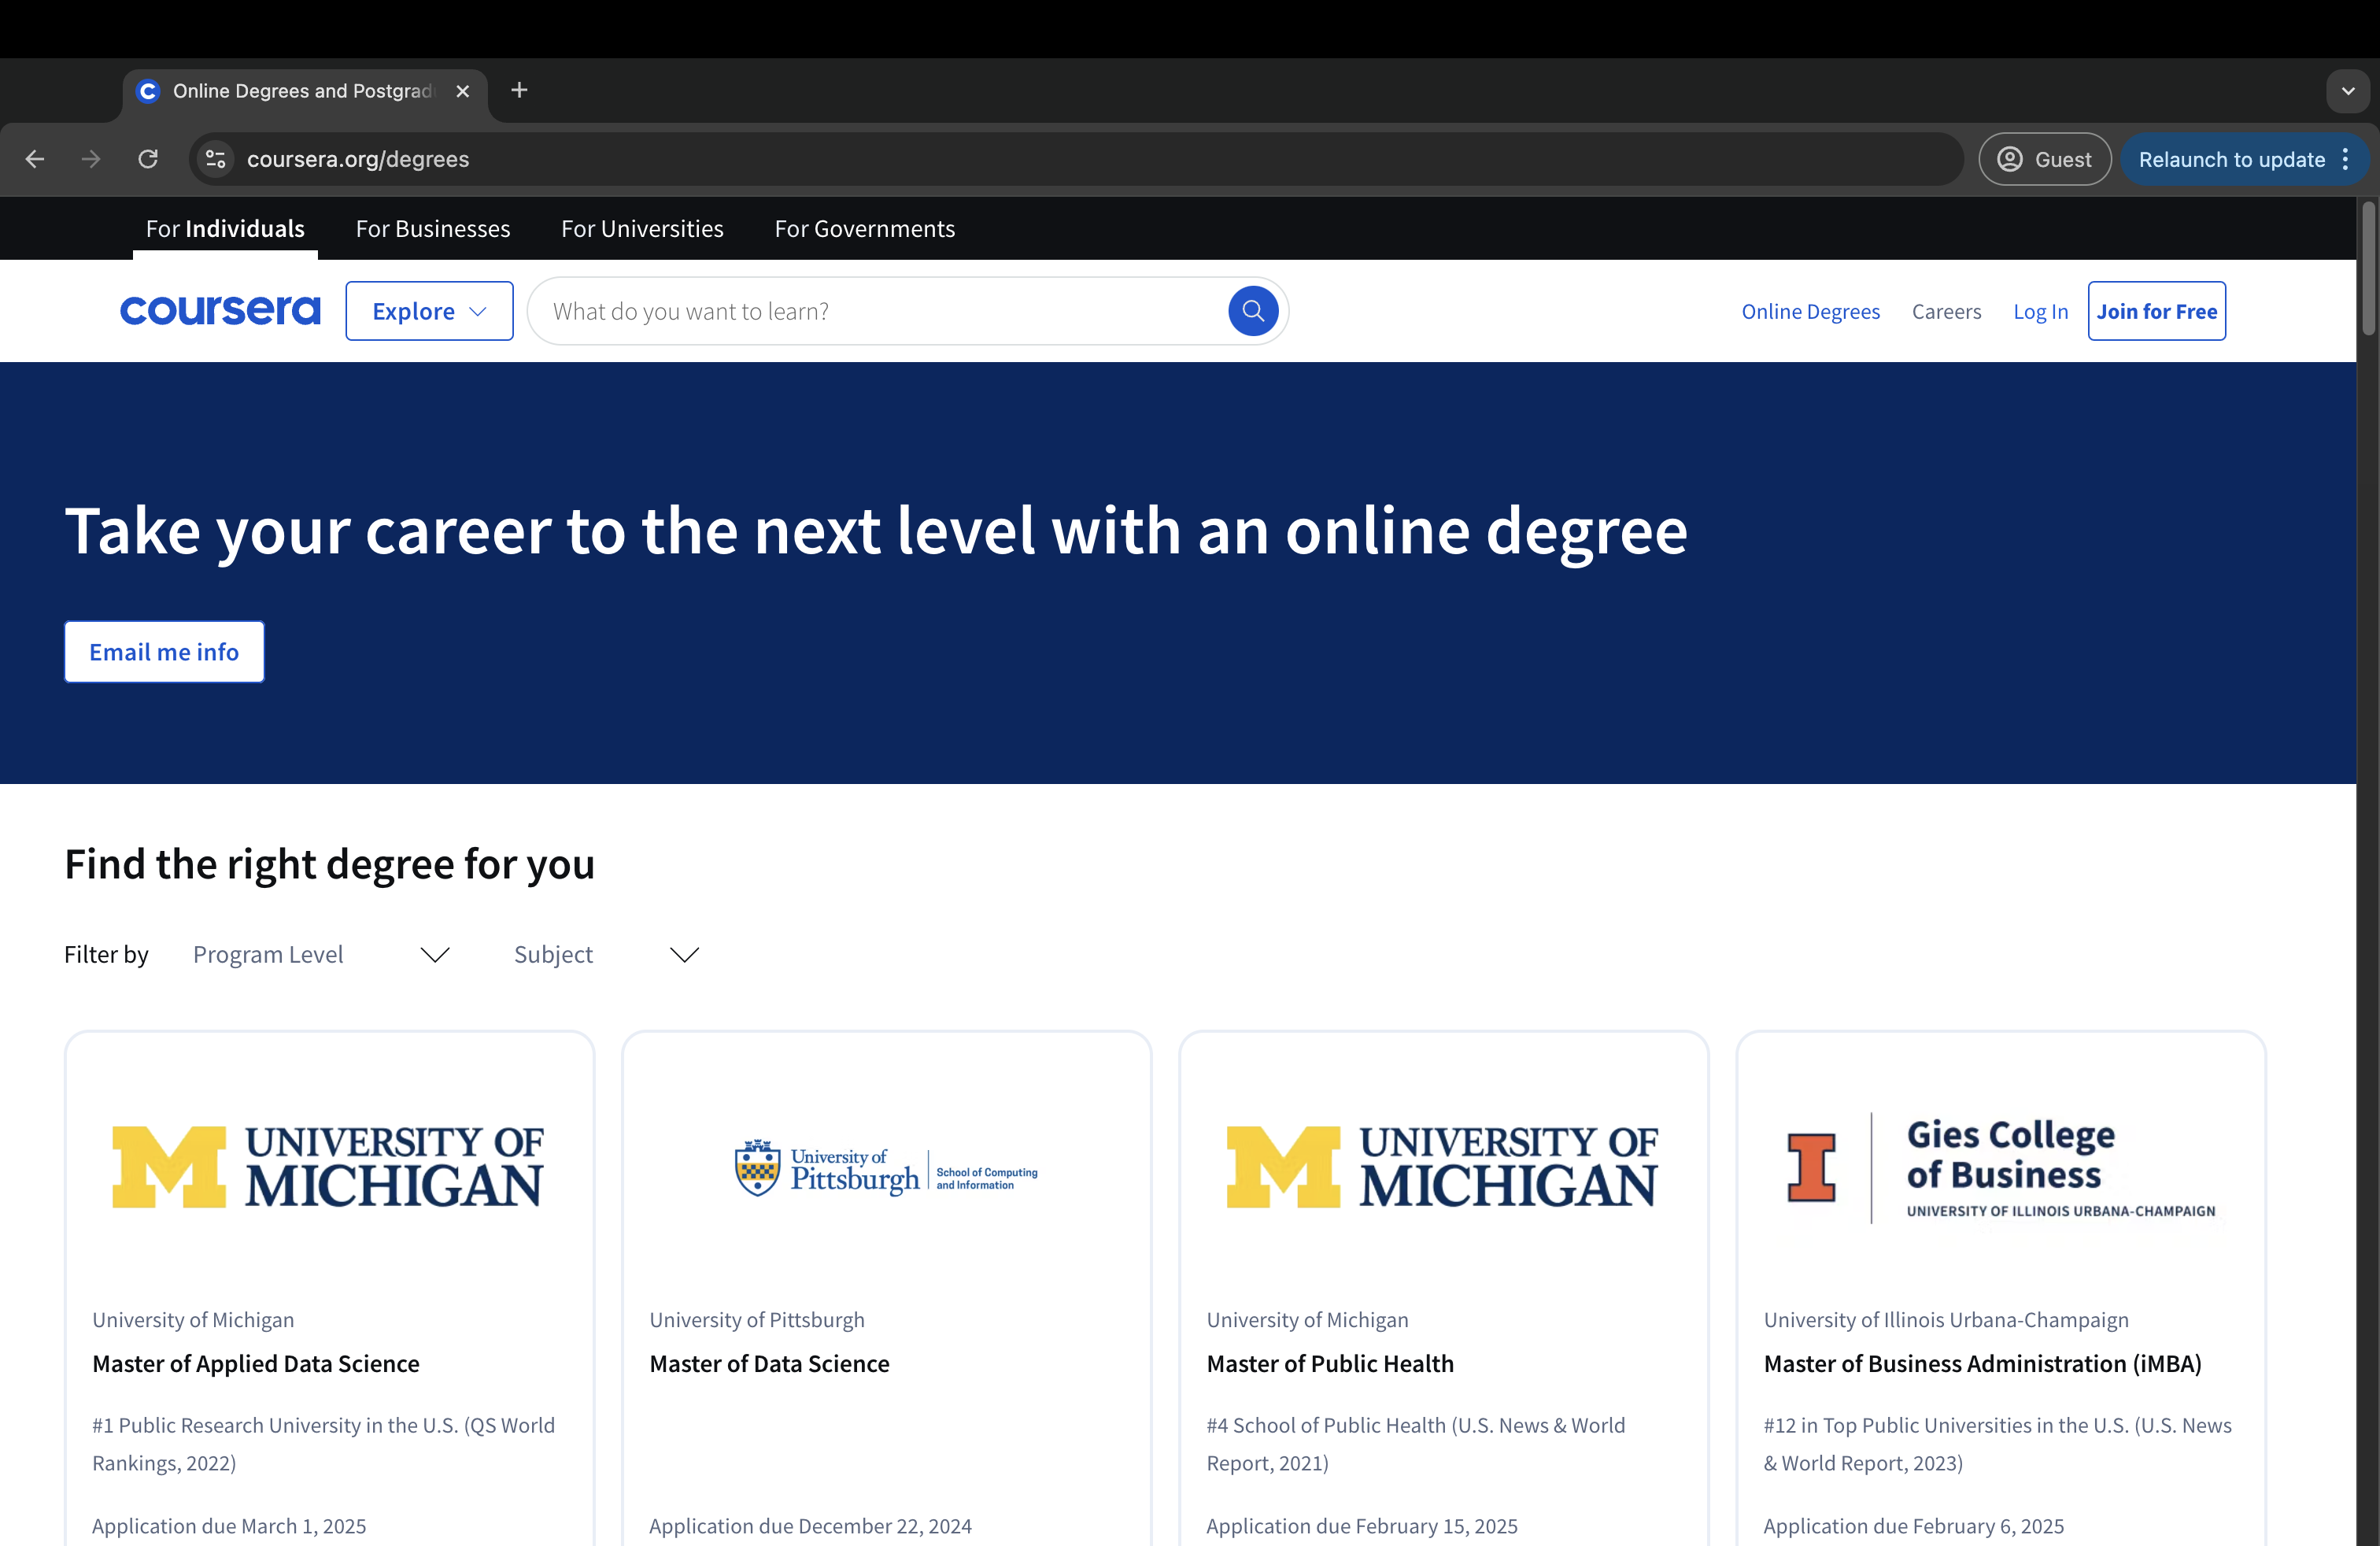 Online Degrees and Postgrad
coursera.org/degrees
Guest
Relaunch to update
For Individuals
For Businesses
For Universities
For Governments
coursera
Explore
What do you want to learn?
Online Degrees
Careers
Log In
Join for Free
Take your career to the next level with an online degree
Email me info
Find the right degree for you
Filter by
Program Level
Subject
M UNIVERSITY OF
MICHIGAN
University of Michigan
Master of Applied Data Science
#1 Public Research University in the U.S. (QS World
Rankings, 2022)
Application due March 1, 2025
University of
Pittsburgh
School of Computing
and Information
University of Pittsburgh
Master of Data Science
Application due December 22, 2024
M UNIVERSITY OF
MICHIGAN
University of Michigan
Master of Public Health
#4 School of Public Health (U.S. News & World
Report, 2021)
Application due February 15, 2025
I
Gies College
of Business
UNIVERSITY OF ILLINOIS URBANA-CHAMPAIGN
University of Illinois Urbana-Champaign
Master of Business Administration (iMBA)
#12 in Top Public Universities in the U.S. (U.S. News
& World Report, 2023)
Application due February 6, 2025